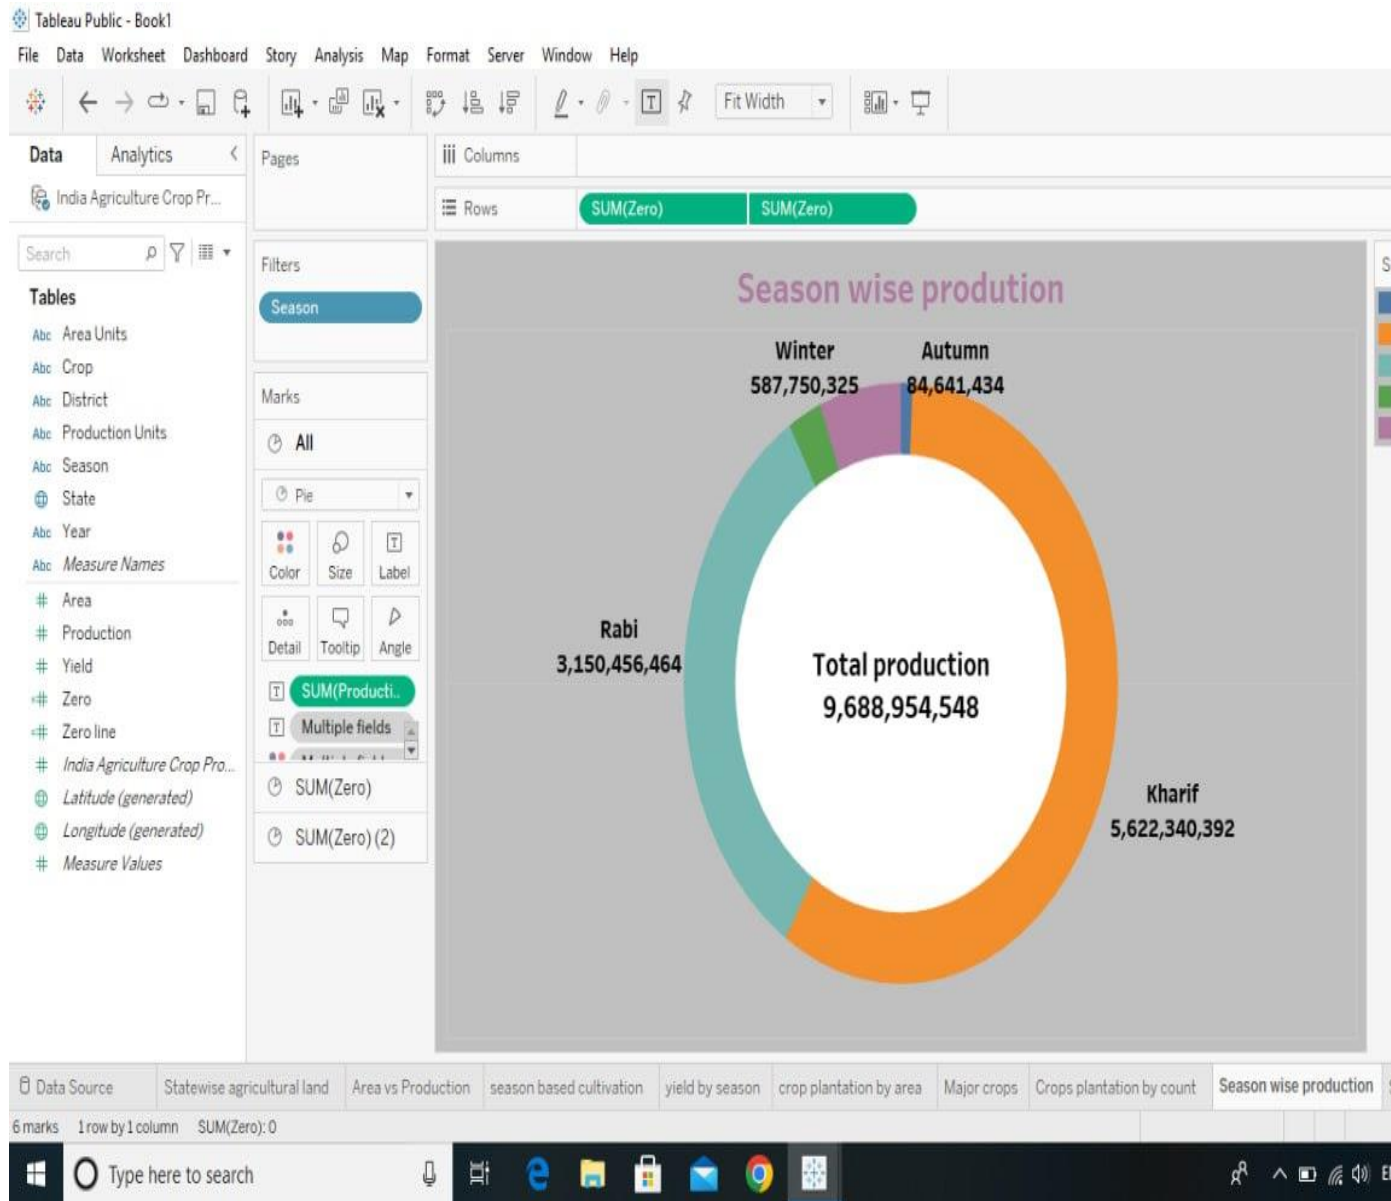 Tableau Public - Book1
File Data Worksheet Dashboard Story Analysis Map Format Server Window Help
Fit Width
Data Analytics
Pages
Columns
India Agriculture Crop Pr...
Rows SUM(Zero) SUM(Zero)
Search
Filters
Season
Tables
Abc Area Units
Abc Crop
Abc District
Abc Production Units
Abc Season
State
Abc Year
Abc Measure Names
# Area
# Production
# Yield
# Zero
# Zero line
# India Agriculture Crop Pro...
Latitude (generated)
Longitude (generated)
# Measure Values
Marks
All
Pie
Color Size Label
Detail Tooltip Angle
T SUM(Producti..
T Multiple fields
SUM(Zero)
SUM(Zero) (2)
Season wise prodution
Winter
587,750,325
Autumn
84,641,434
Rabi
3,150,456,464
Total production
9,688,954,548
Kharif
5,622,340,392
Data Source Statewise agricultural land Area vs Production season based cultivation yield by season crop plantation by area Major crops Crops plantation by count Season wise production
6 marks 1 row by 1 column SUM(Zero): 0
Type here to search